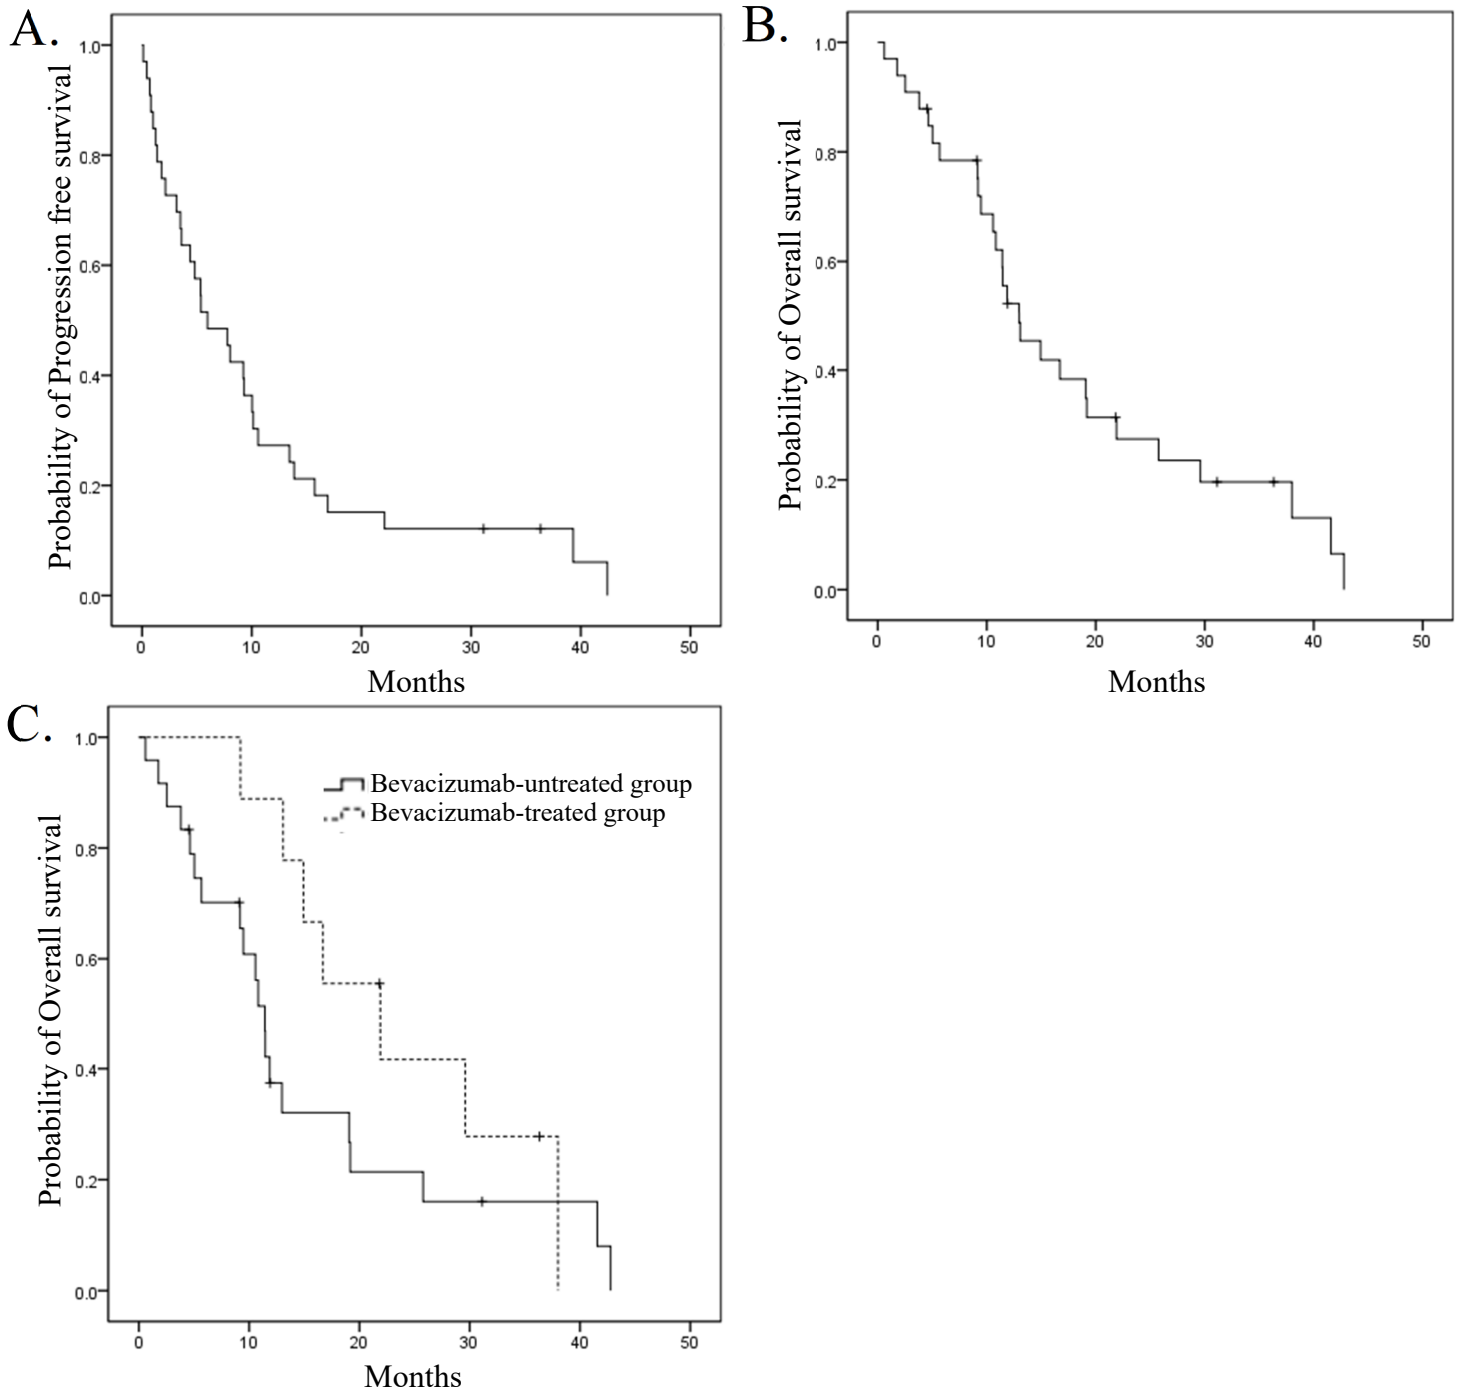 A.
Probability of Progression free survival
1.0
0.8
0.6
0.4
0.2
0.0
0 10 20 30 40 50
Months
B.
Probability of Overall survival
1.0
0.8
0.6
0.4
0.2
0.0
0 10 20 30 40 50
Months
C.
Probability of Overall survival
1.0
0.8
0.6
0.4
0.2
0.0
Bevacizumab-untreated group
Bevacizumab-treated group
0 10 20 30 40 50
Months